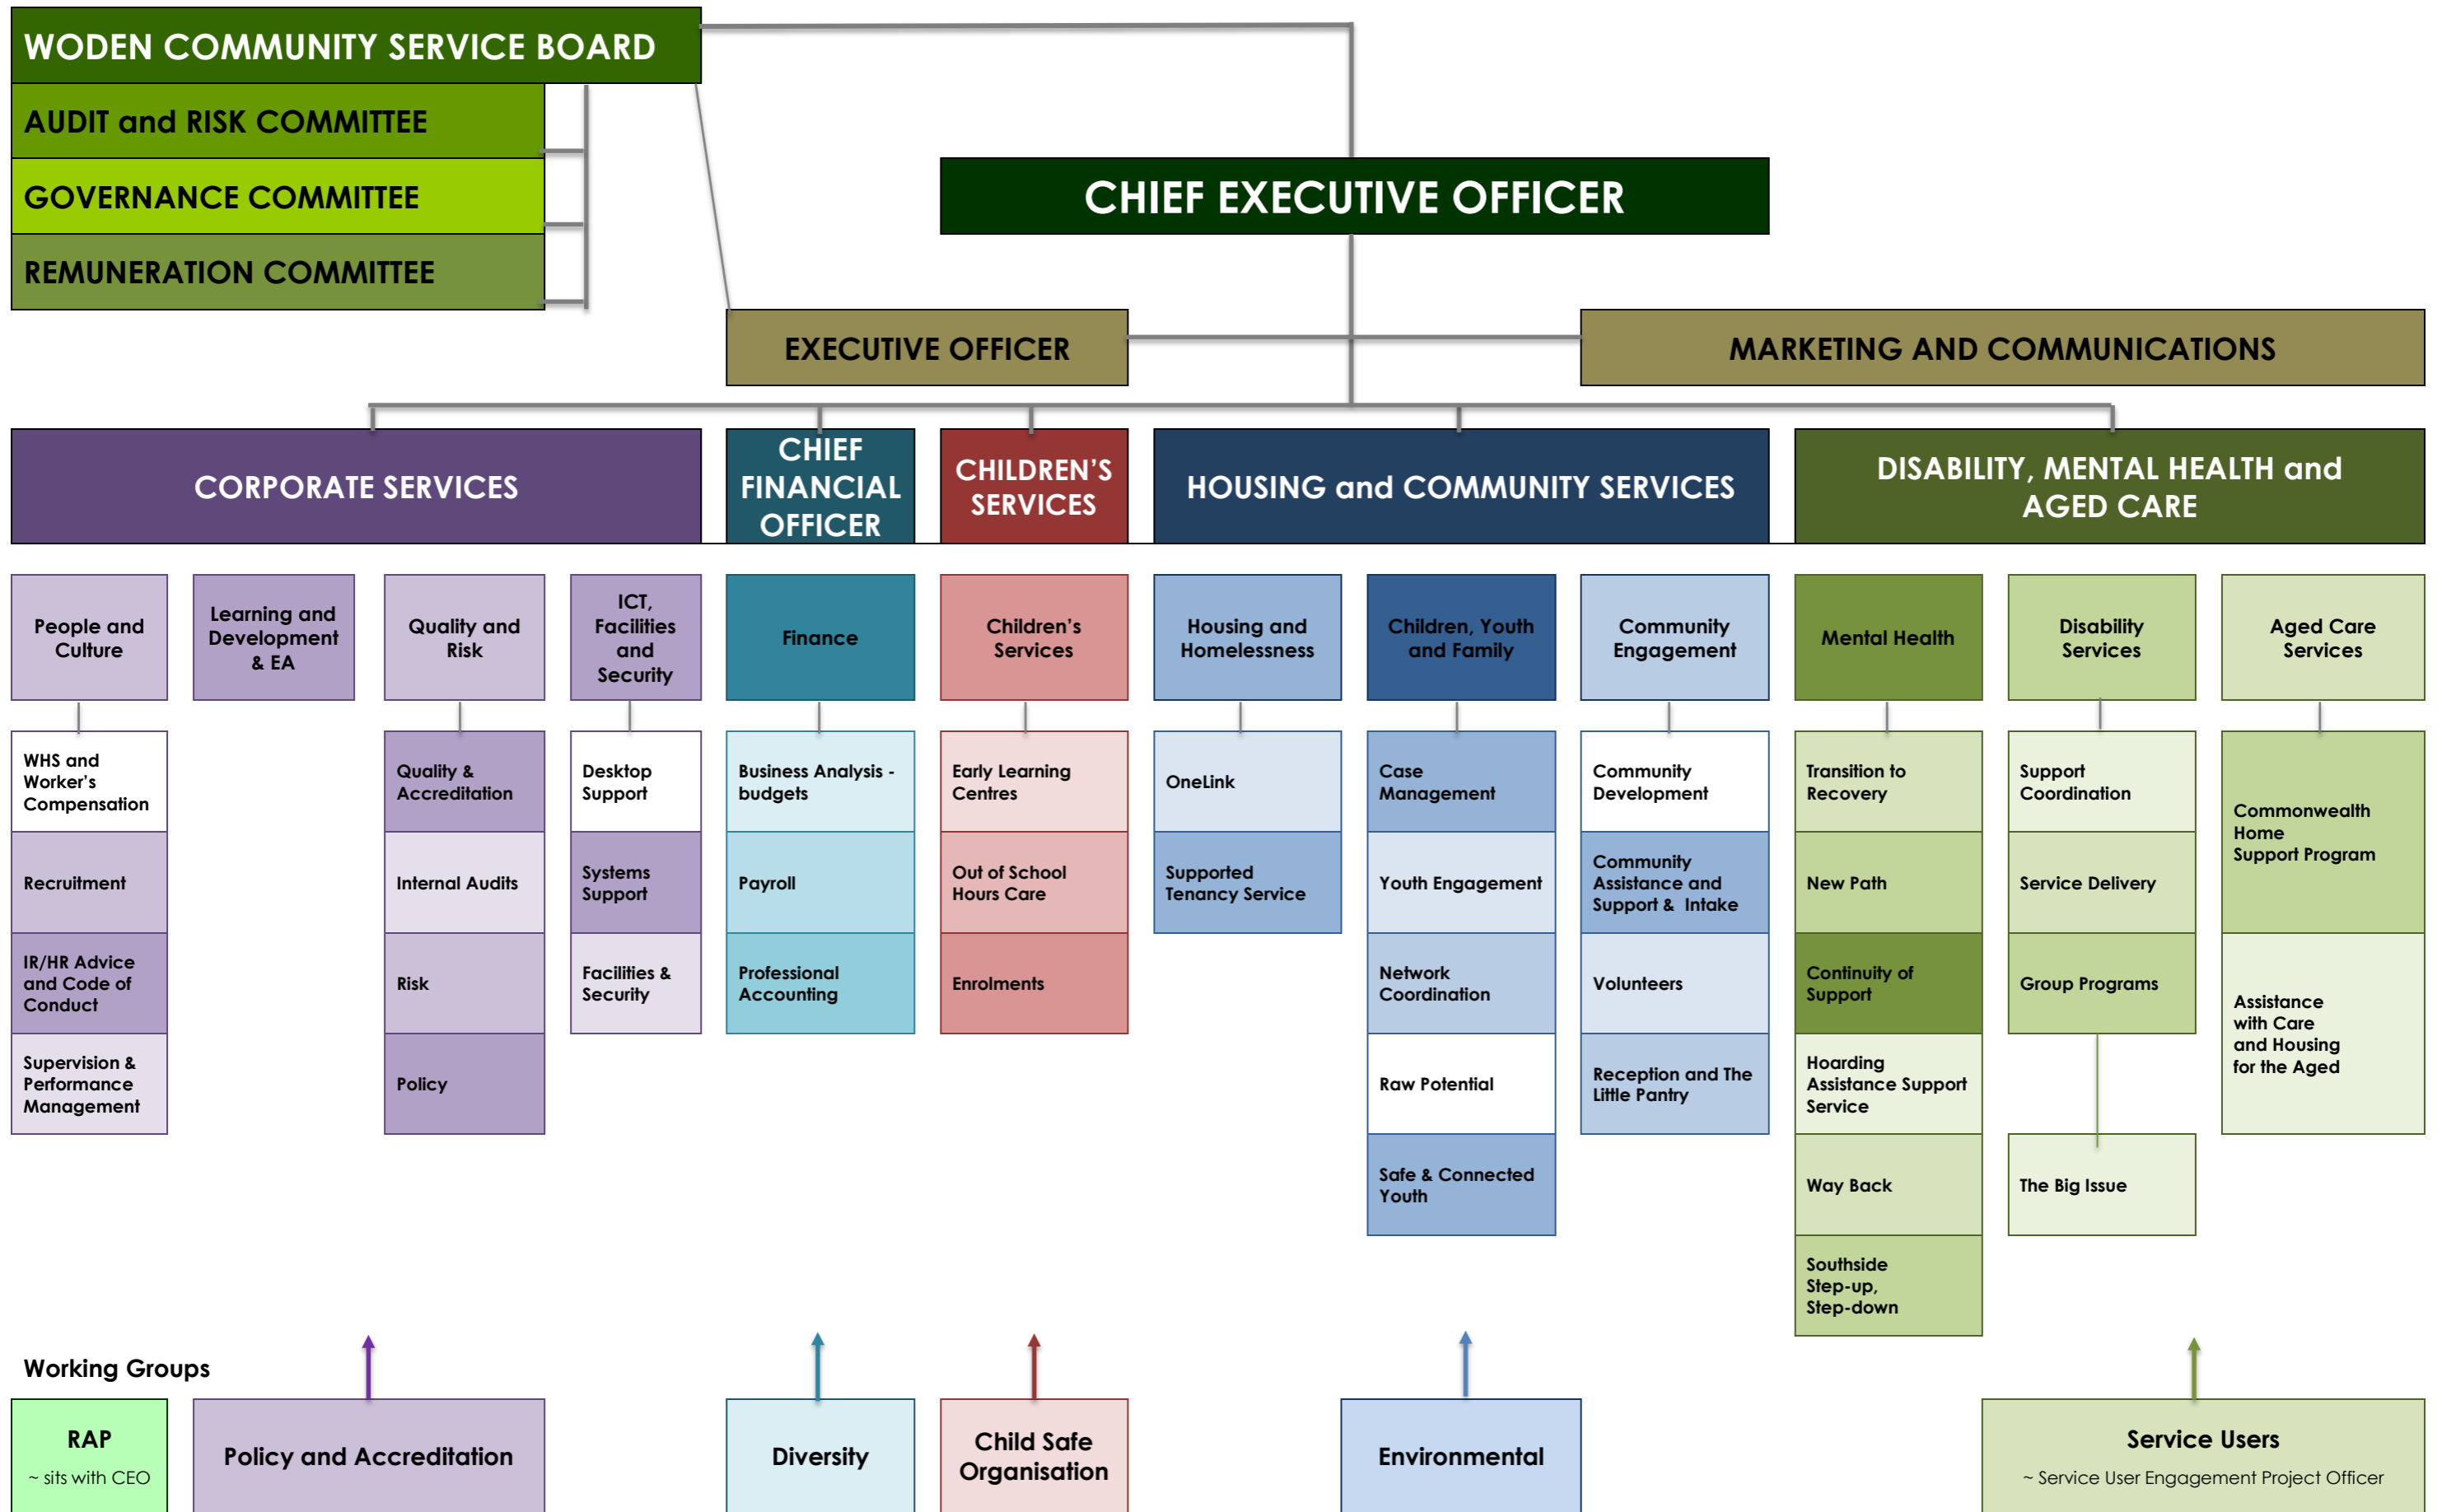 WODEN COMMUNITY SERVICE BOARD
AUDIT and RISK COMMITTEE
GOVERNANCE COMMITTEE
REMUNERATION COMMITTEE
CHIEF EXECUTIVE OFFICER
EXECUTIVE OFFICER
MARKETING AND COMMUNICATIONS
CORPORATE SERVICES
CHIEF
FINANCIAL
OFFICER
CHILDREN'S
SERVICES
HOUSING and COMMUNITY SERVICES
DISABILITY, MENTAL HEALTH and
AGED CARE
People and
Culture
Learning and
Development
& EA
Quality and
Risk
ICT,
Facilities
and
Security
Finance
Children's
Services
Housing and
Homelessness
Children, Youth
and Family
Community
Engagement
Mental Health
Disability
Services
Aged Care
Services
WHS and
Worker's
Compensation
Recruitment
IR/HR Advice
and Code of
Conduct
Supervision &
Performance
Management
Quality &
Accreditation
Internal Audits
Risk
Policy
Desktop
Support
Systems
Support
Facilities &
Security
Business Analysis -
budgets
Payroll
Professional
Accounting
Early Learning
Centres
Out of School
Hours Care
Enrolments
OneLink
Supported
Tenancy Service
Case
Management
Youth Engagement
Network
Coordination
Raw Potential
Safe & Connected
Youth
Community
Development
Community
Assistance and
Support & Intake
Volunteers
Reception and The
Little Pantry
Transition to
Recovery
New Path
Continuity of
Support
Hoarding
Assistance Support
Service
Way Back
Southside
Step-up,
Step-down
Support
Coordination
Service Delivery
Group Programs
The Big Issue
Commonwealth
Home
Support Program
Assistance
with Care
and Housing
for the Aged
Working Groups
RAP
~ sits with CEO
Policy and Accreditation
Diversity
Child Safe
Organisation
Environmental
Service Users
~ Service User Engagement Project Officer